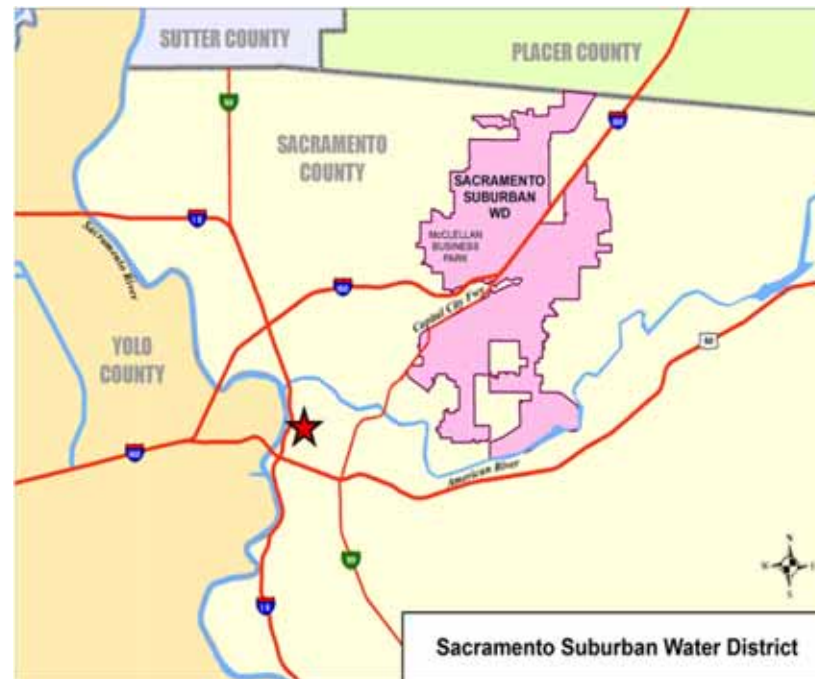 SUTTER COUNTY
PLACER COUNTY
SACRAMENTO
COUNTY
SACRAMENTO
SUBURBAN
WD
McCLELLAN
BUSINESS
PARK
Sacramento River
Capital City Fwy
YOLO
COUNTY
American River
N
W
E
S
Sacramento Suburban Water District